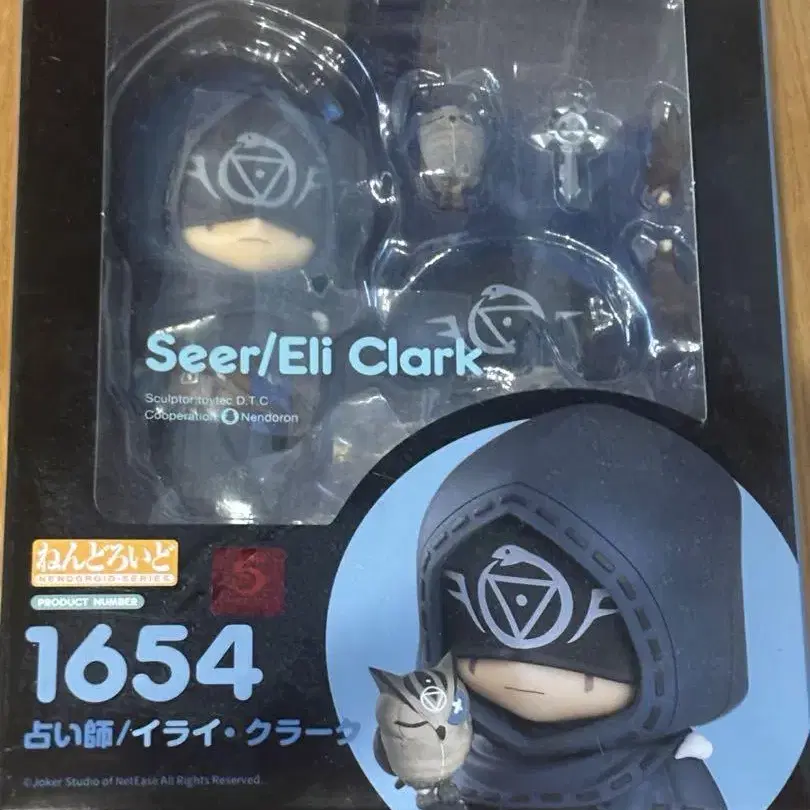 Seer/Eli Clark
Sculptor:toytec D.T.C
Cooperation: Nendoron
ねんどろいど
NENDOROID-SERIES
PRODUCT NUMBER
1654
占い師/イライ・クラーク
©Joker Studio of NetEase All Rights Reserved.